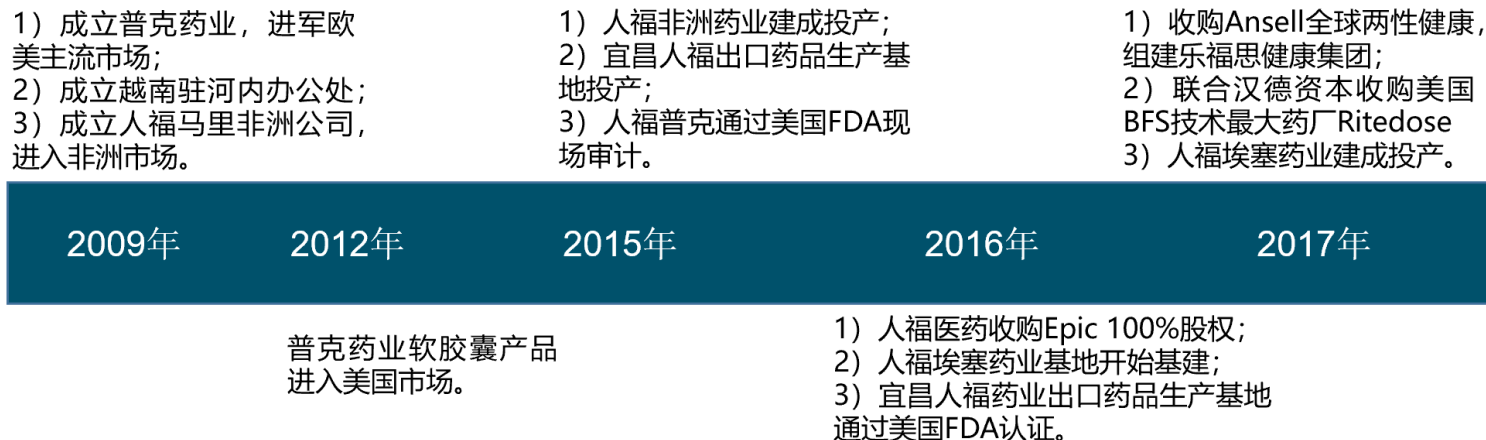 1）成立普克药业，进军欧
美主流市场；
2）成立越南驻河内办公处；
3）成立人福马里非洲公司，
进入非洲市场。
1）人福非洲药业建成投产；
2）宜昌人福出口药品生产基
地投产；
3）人福普克通过美国FDA现
场审计。
1）收购Ansell全球两性健康，
组建乐福思健康集团；
2）联合汉德资本收购美国
BFS技术最大药厂Ritedose
3）人福埃塞药业建成投产。
2009年
2012年
2015年
2016年
2017年
普克药业软胶囊产品
进入美国市场。
1）人福医药收购Epic 100%股权；
2）人福埃塞药业基地开始基建；
3）宜昌人福药业出口药品生产基地
通过美国FDA认证。